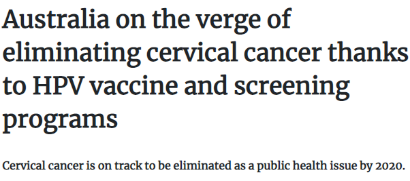 Australia on the verge of
eliminating cervical cancer thanks
to HPV vaccine and screening
programs
Cervical cancer is on track to be eliminated as a public health issue by 2020.